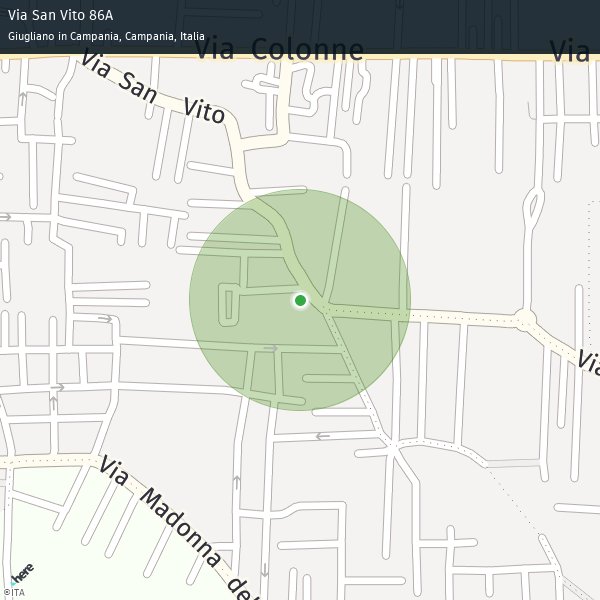 Via San Vito 86A
Giugliano in Campania, Campania, Italia
Via Colonne
Via
Via San Vito
Via
Via Madonna del
here
©ITA